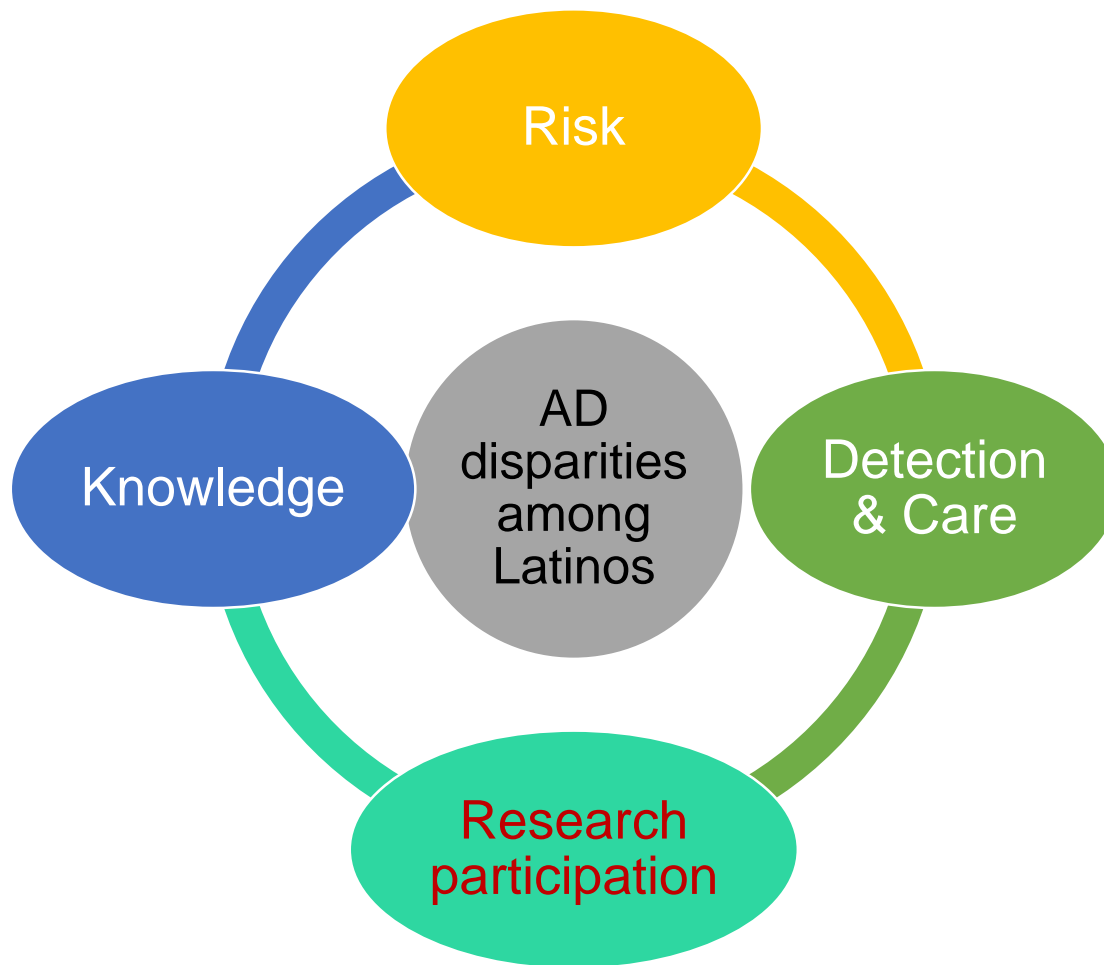 Risk
Knowledge
AD
disparities
among
Latinos
Detection
& Care
Research
participation